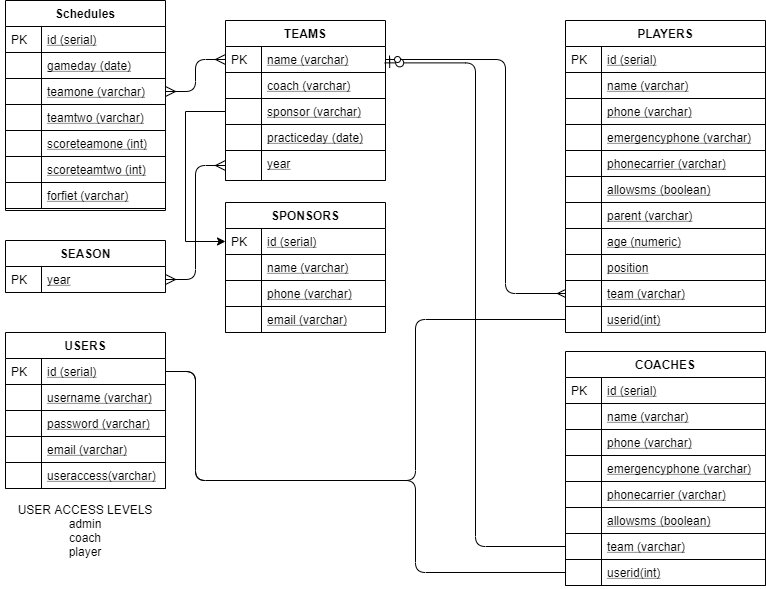 Schedules
PK id (serial)
gameday (date)
teamone (varchar)
teamtwo (varchar)
scoreteamone (int)
scoreteamtwo (int)
forfiet (varchar)
SEASON
PK year
USERS
PK id (serial)
username (varchar)
password (varchar)
email (varchar)
useraccess(varchar)
USER ACCESS LEVELS
admin
coach
player
TEAMS
PK name (varchar)
coach (varchar)
sponsor (varchar)
practiceday (date)
year
SPONSORS
PK id (serial)
name (varchar)
phone (varchar)
email (varchar)
PLAYERS
PK id (serial)
name (varchar)
phone (varchar)
emergencyphone (varchar)
phonecarrier (varchar)
allowsms (boolean)
parent (varchar)
age (numeric)
position
team (varchar)
userid(int)
COACHES
PK id (serial)
name (varchar)
phone (varchar)
emergencyphone (varchar)
phonecarrier (varchar)
allowsms (boolean)
team (varchar)
userid(int)